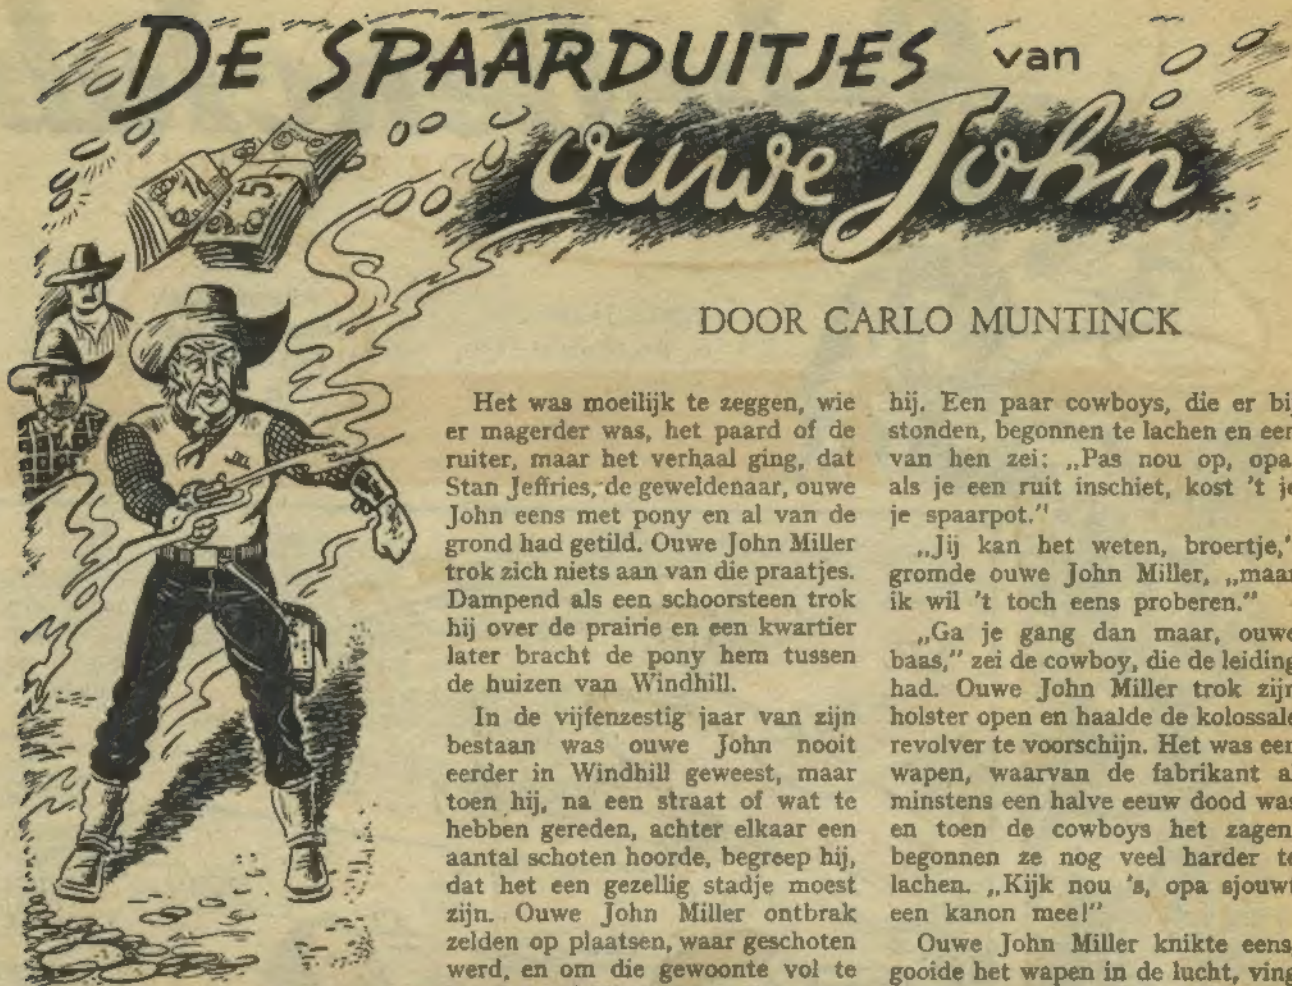 DE SPAARDUITJES van
ouwe John
DOOR CARLO MUNTINCK
10
5
Het was moeilijk te zeggen, wie
er magerder was, het paard of de
ruiter, maar het verhaal ging, dat
Stan Jeffries, de geweldenaar, ouwe
John eens met pony en al van de
grond had getild. Ouwe John Miller
trok zich niets aan van die praatjes.
Dampend als een schoorsteen trok
hij over de prairie en een kwartier
later bracht de pony hem tussen
de huizen van Windhill.
In de vijfenzestig jaar van zijn
bestaan was ouwe John nooit
eerder in Windhill geweest, maar
toen hij, na een straat of wat te
hebben gereden, achter elkaar een
aantal schoten hoorde, begreep hij,
dat het een gezellig stadje moest
zijn. Ouwe John Miller ontbrak
zelden op plaatsen, waar geschoten
werd, en om die gewoonte vol te
hij. Een paar cowboys, die er bij
stonden, begonnen te lachen en een
van hen zei: „Pas nou op, opa,
als je een ruit inschiet, kost 't je
je spaarpot."
„Jij kan het weten, broertje,"
gromde ouwe John Miller, „maar
ik wil 't toch eens proberen."
„Ga je gang dan maar, ouwe
baas," zei de cowboy, die de leiding
had. Ouwe John Miller trok zijn
holster open en haalde de kolossale
revolver te voorschijn. Het was een
wapen, waarvan de fabrikant al
minstens een halve eeuw dood was
en toen de cowboys het zagen,
begonnen ze nog veel harder te
lachen. „Kijk nou 's, opa sjouwt
een kanon mee!"
Ouwe John Miller knikte eens,
gooide het wapen in de lucht, ving